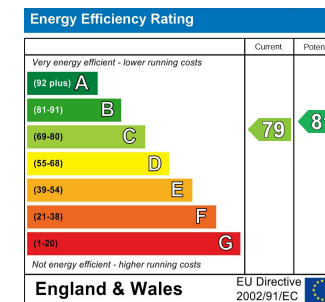 Energy Efficiency Rating
Current
Very energy efficient - lower running costs
(92 plus) A
(81-91) B
(69-80) C
79
(55-68) D
(39-54) E
(21-38) F
(1-20) G
Not energy efficient - higher running costs
England & Wales
EU Directive
2002/91/EC